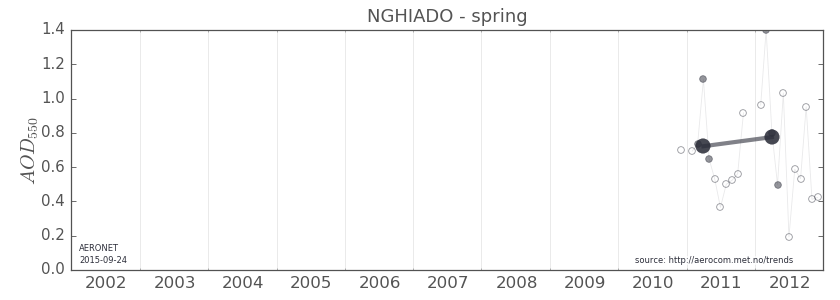 NGHIADO - spring
1.4
1.2
1.0
0.8
0.6
0.4
0.2
0.0
AOD550
AERONET
2015-09-24
source: http://aerocom.met.no/trends
2002 2003 2004 2005 2006 2007 2008 2009 2010 2011 2012